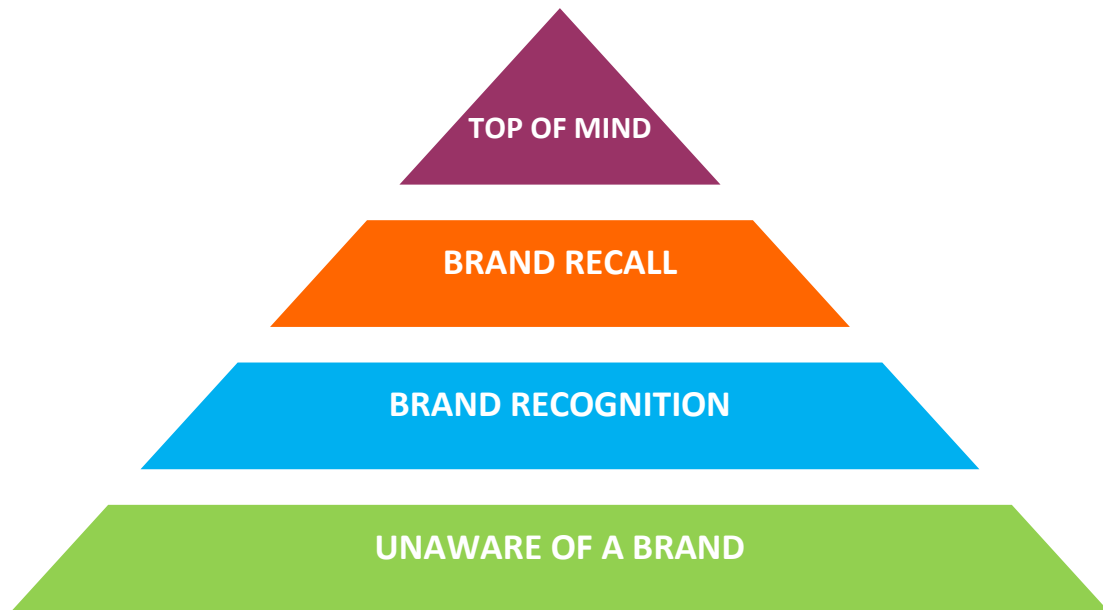 TOP OF MIND
BRAND RECALL
BRAND RECOGNITION
UNAWARE OF A BRAND